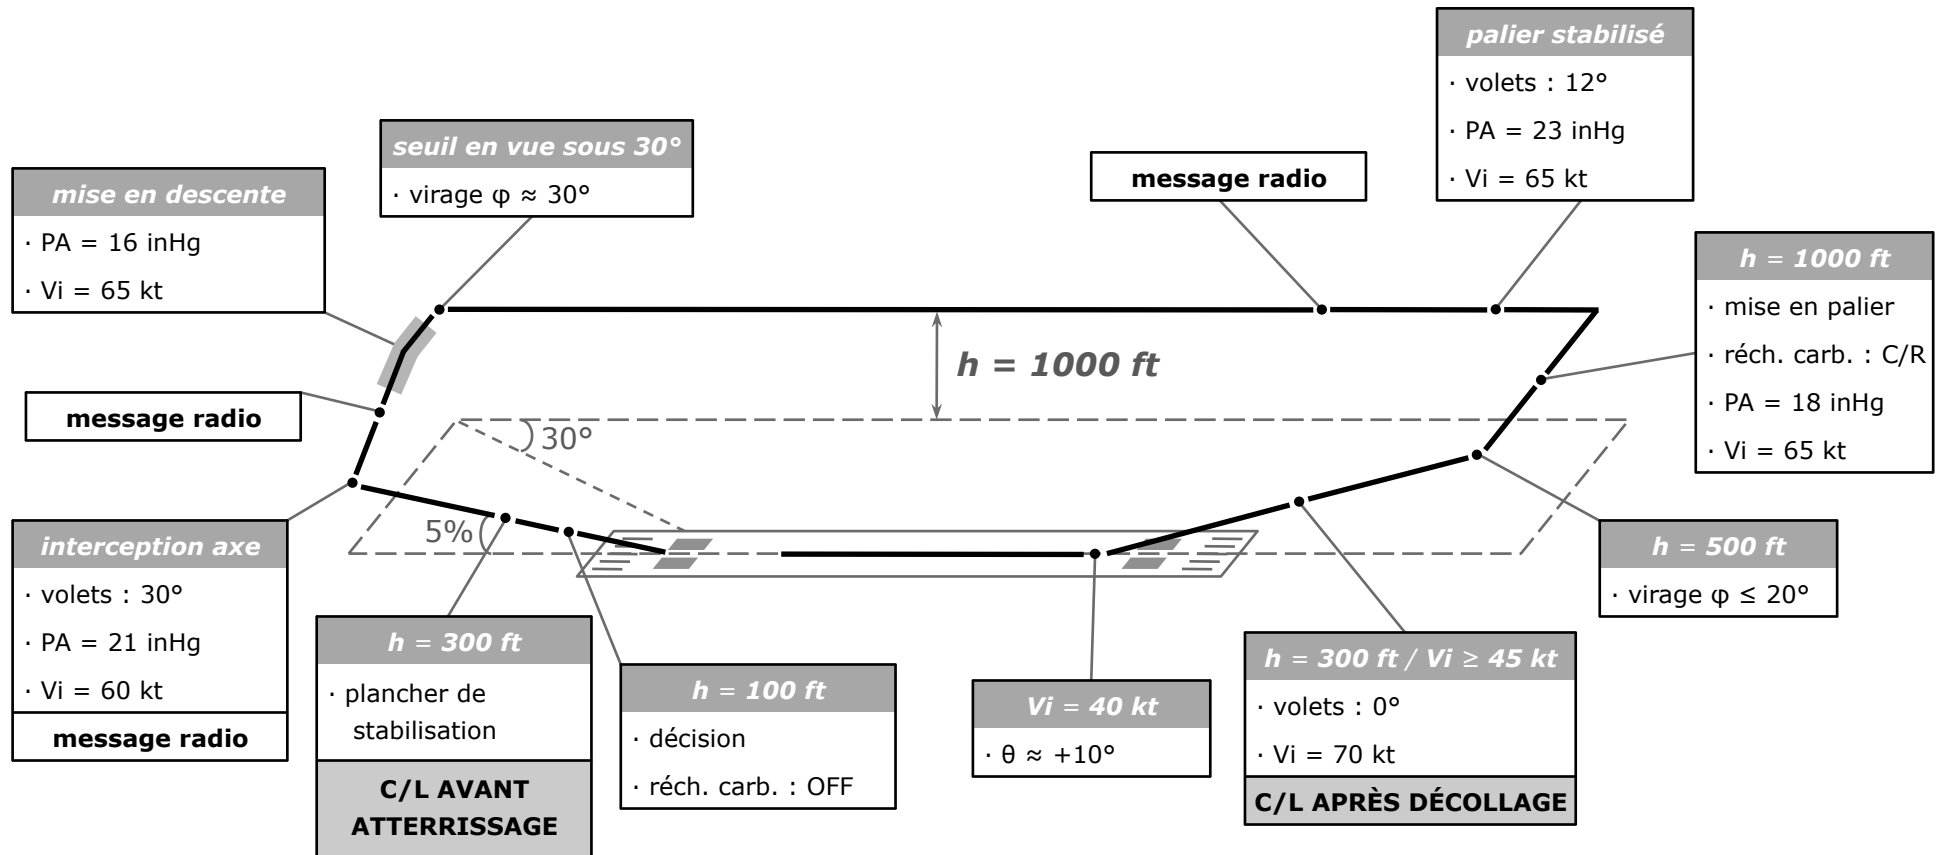 palier stabilisé
· volets : 12°
· PA = 23 inHg
· Vi = 65 kt
seuil en vue sous 30°
· virage φ ≈ 30°
message radio
mise en descente
· PA = 16 inHg
· Vi = 65 kt
h = 1000 ft
· mise en palier
· réch. carb. : C/R
· PA = 18 inHg
· Vi = 65 kt
h = 1000 ft
message radio
30°
5%
interception axe
· volets : 30°
· PA = 21 inHg
· Vi = 60 kt
message radio
h = 300 ft
· plancher de
stabilisation
C/L AVANT
ATTERRISSAGE
h = 100 ft
· décision
· réch. carb. : OFF
Vi = 40 kt
· θ ≈ +10°
h = 300 ft / Vi ≥ 45 kt
· volets : 0°
· Vi = 70 kt
C/L APRÈS DÉCOLLAGE
h = 500 ft
· virage φ ≤ 20°